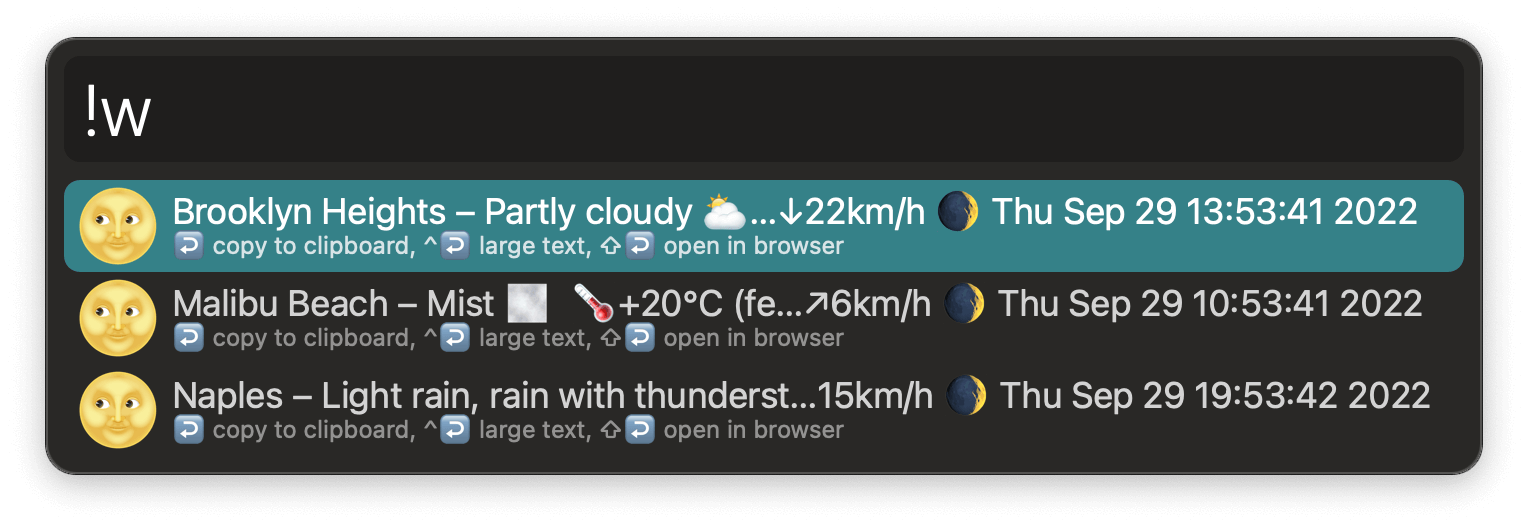 !w
Brooklyn Heights – Partly cloudy ⛅️...↓22km/h 🌒 Thu Sep 29 13:53:41 2022
↩️ copy to clipboard, ^↩️ large text, ⇧↩️ open in browser
Malibu Beach – Mist 🌫 🌡️+20°C (fe...↗6km/h 🌒 Thu Sep 29 10:53:41 2022
↩️ copy to clipboard, ^↩️ large text, ⇧↩️ open in browser
Naples – Light rain, rain with thunderst...15km/h 🌒 Thu Sep 29 19:53:42 2022
↩️ copy to clipboard, ^↩️ large text, ⇧↩️ open in browser